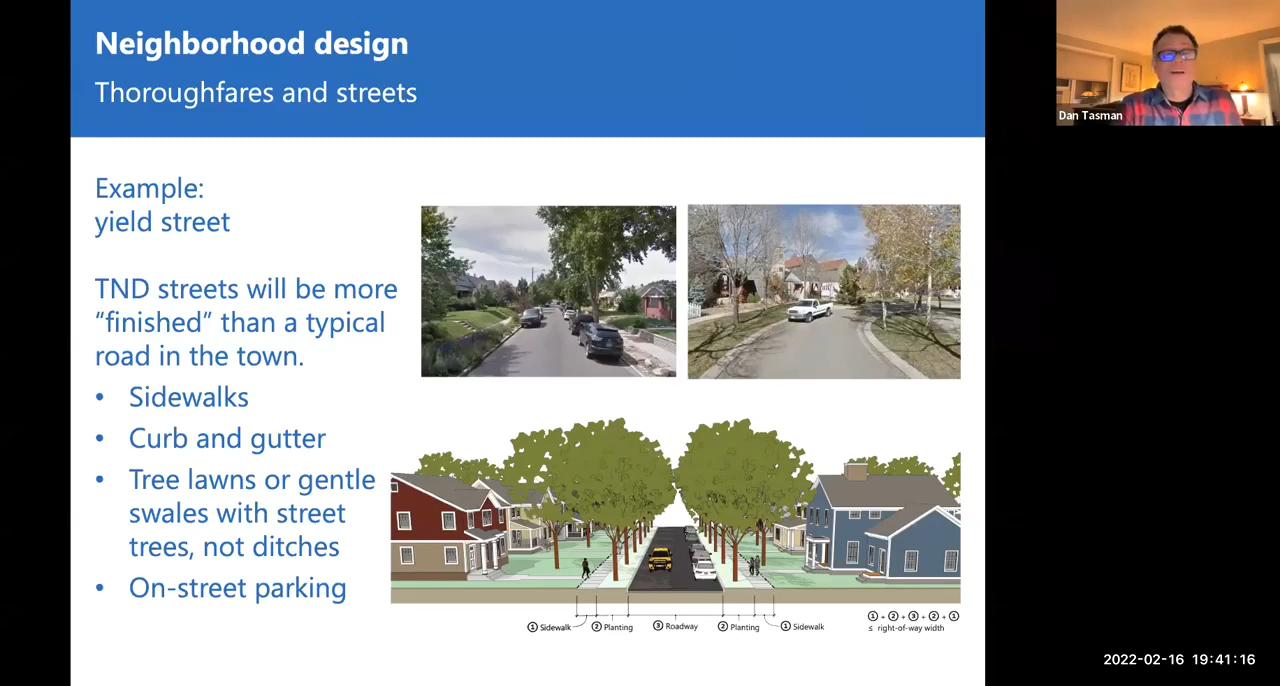 Neighborhood design
Thoroughfares and streets
Dan Tasman
Example:
yield street
TND streets will be more
“finished” than a typical
road in the town.
• Sidewalks
• Curb and gutter
• Tree lawns or gentle
swales with street
trees, not ditches
• On-street parking
① Sidewalk ② Planting ③ Roadway ② Planting ① Sidewalk
① + ② + ③ + ② + ①
≤ right-of-way width
2022-02-16 19:41:16